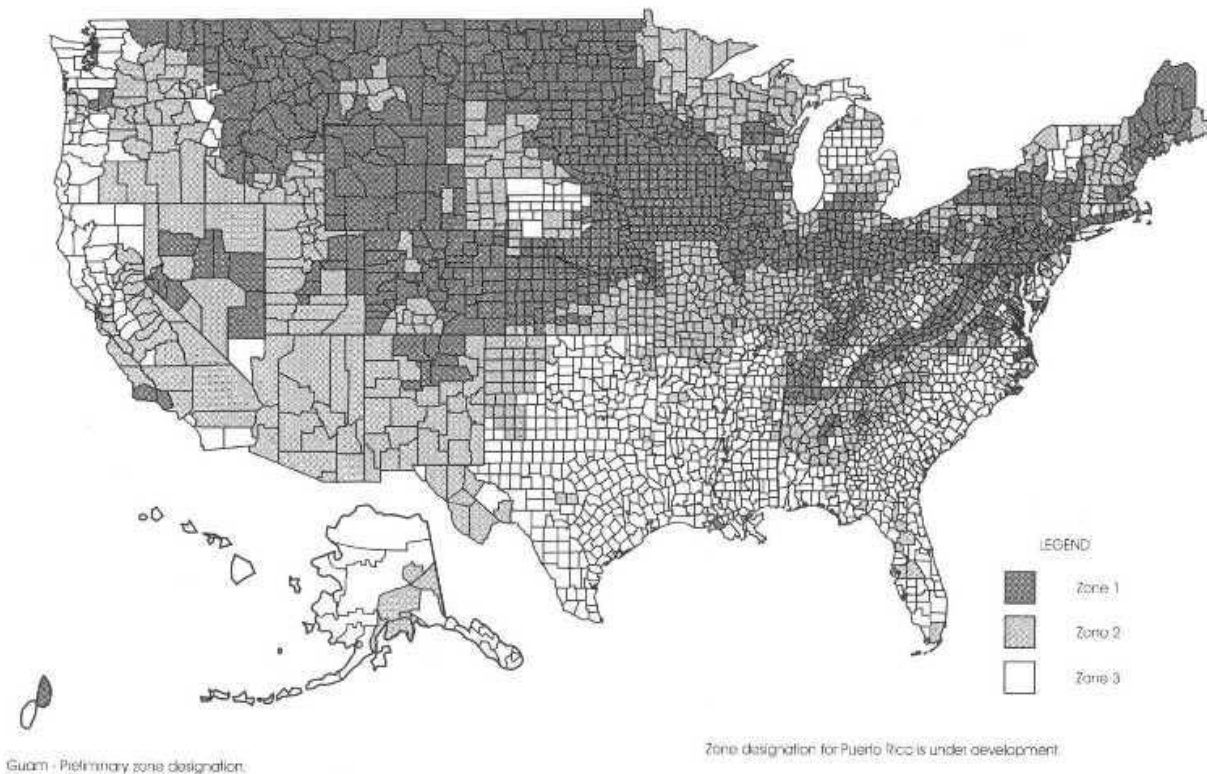 LEGEND
Zone 1
Zone 2
Zone 3
Zone designation for Puerto Rico is under development.
Guam - Preliminary zone designation.